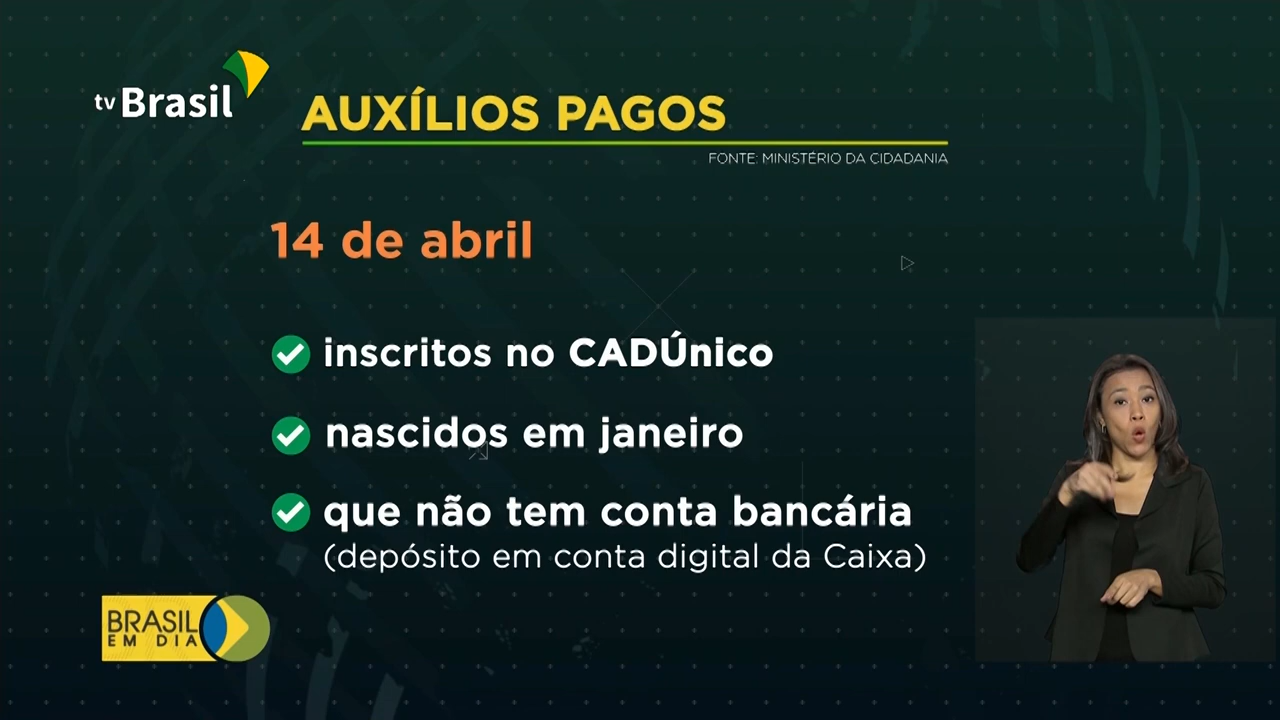 tv Brasil
AUXÍLIOS PAGOS
FONTE: MINISTÉRIO DA CIDADANIA
14 de abril
inscritos no CADÚnico
nascidos em janeiro
que não tem conta bancária
(depósito em conta digital da Caixa)
BRASIL
EM DIA